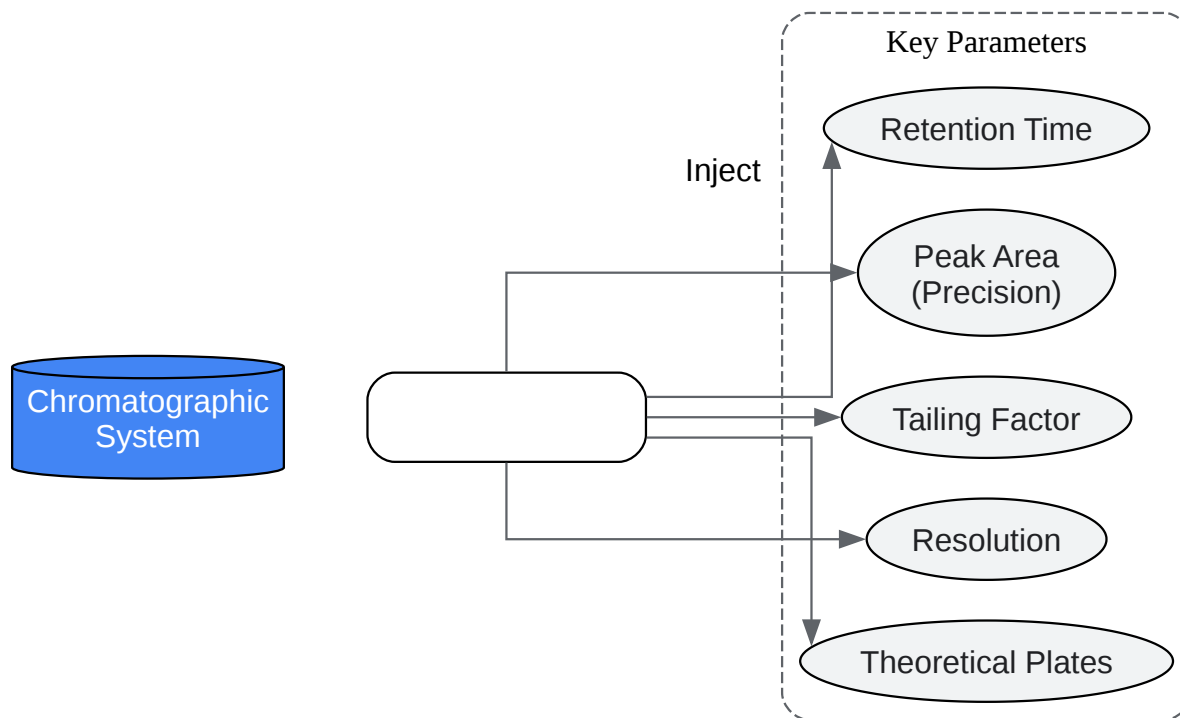 Key Parameters
Retention Time
Inject
Peak Area
(Precision)
Chromatographic
System
Tailing Factor
Resolution
Theoretical Plates